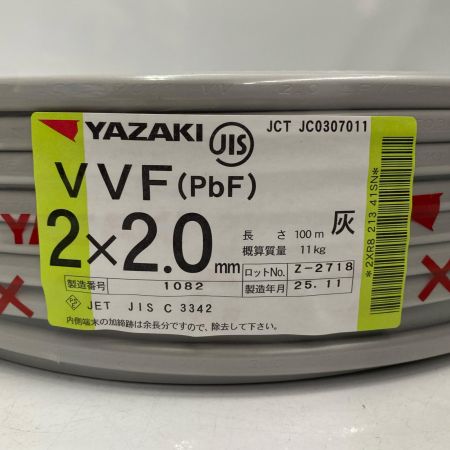 YAZAKI JIS JCT JC0307011
VVF(PbF)
2×2.0mm
長さ 100m 灰
概算質量 11kg
ロットNo. Z-2718
製造番号 1082 製造年月 25.11
JET JIS C 3342
内側端末の加締跡は余長分ですので、除去して下さい。
*2XR8 213 41SN*